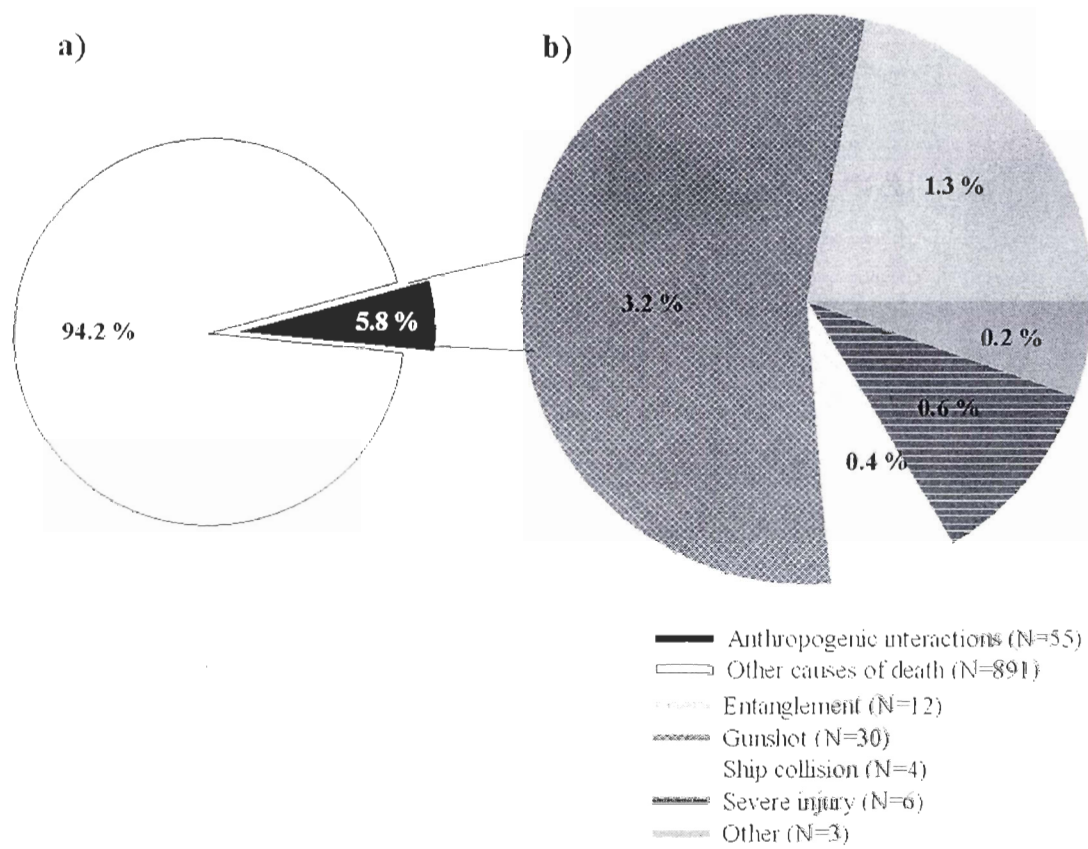 a)
b)
94.2 %
5.8 %
3.2 %
1.3 %
0.2 %
0.6 %
0.4 %
Anthropogenic interactions (N=55)
Other causes of death (N=891)
Entanglement (N=12)
Gunshot (N=30)
Ship collision (N=4)
Severe injury (N=6)
Other (N=3)